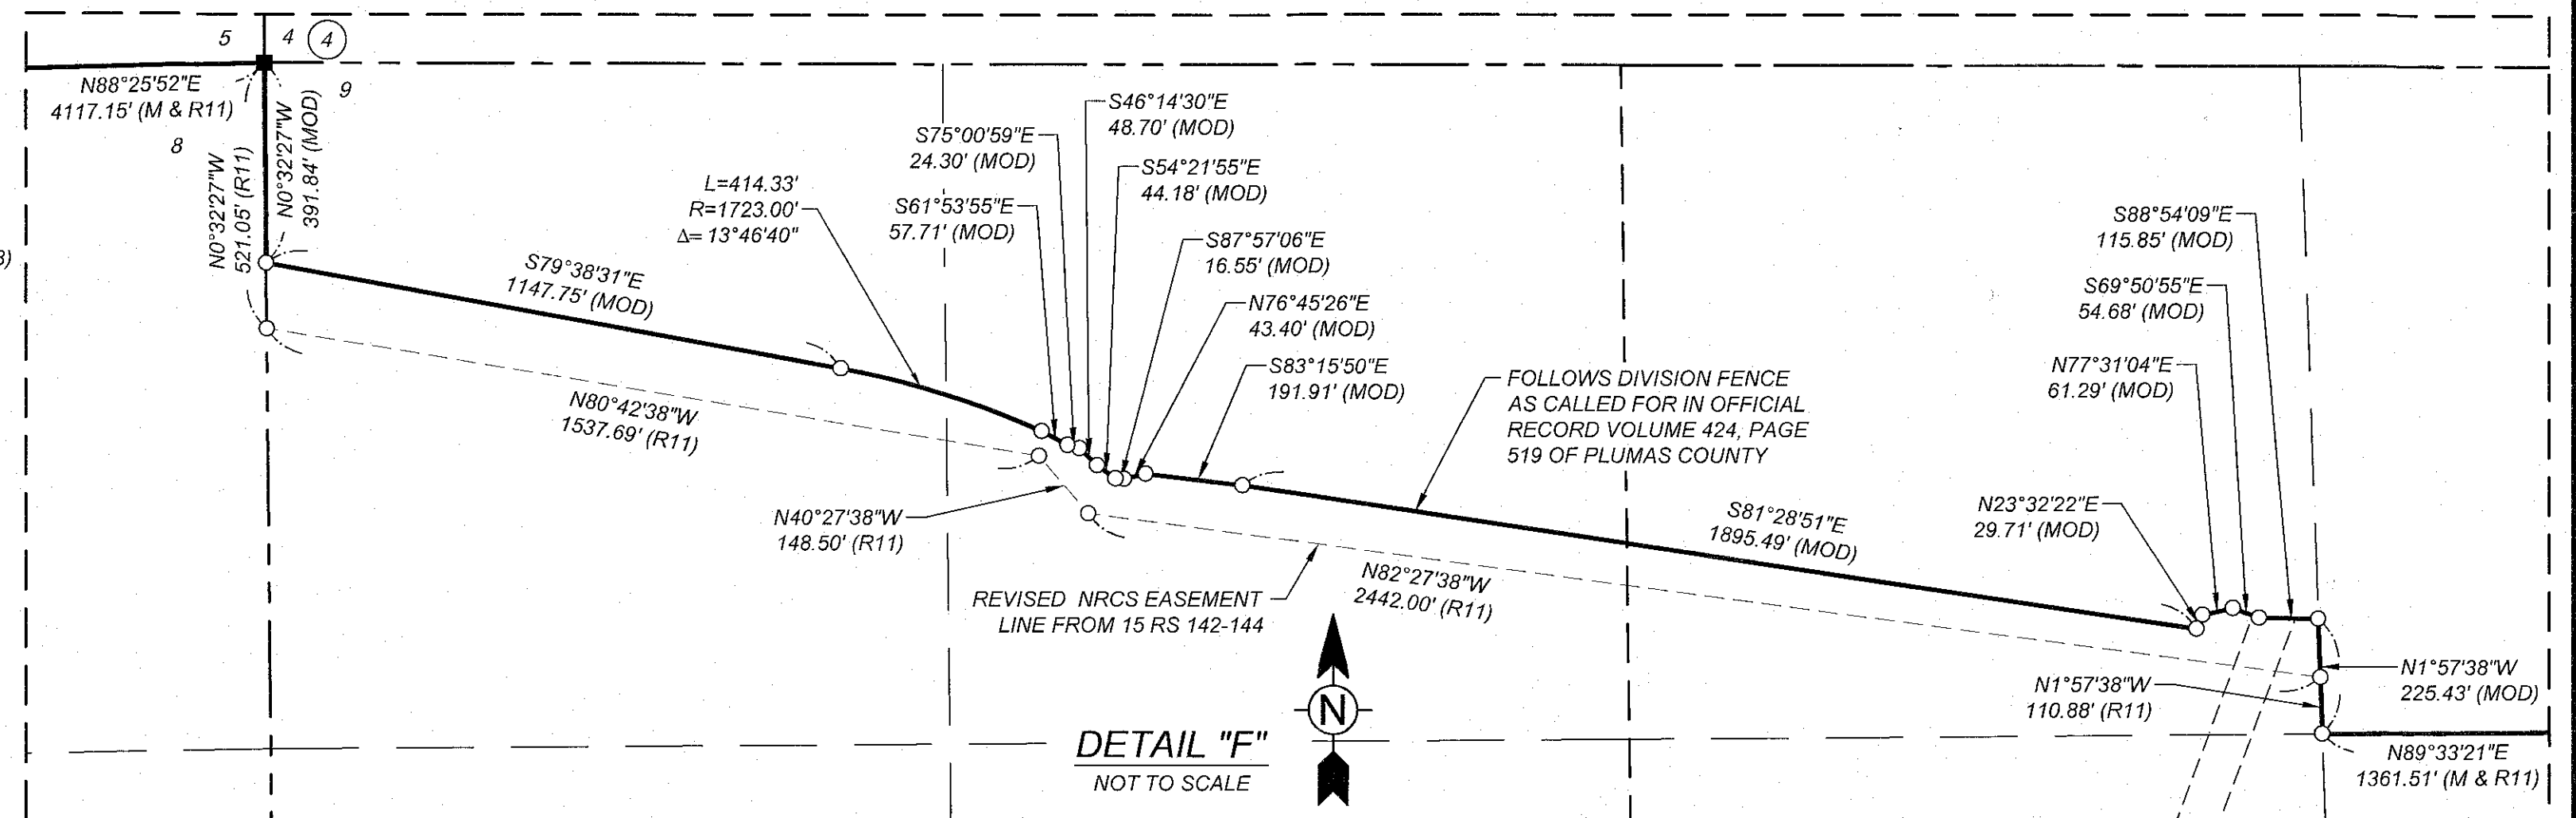 5
4
4
N88°25'52"E
4117.15' (M & R11)
9
8
N0°32'27"W
391.84' (MOD)
N0°32'27"W
521.05' (R11)
S79°38'31"E
1147.75' (MOD)
N80°42'38"W
1537.69' (R11)
L=414.33'
R=1723.00'
Δ= 13°46'40"
S46°14'30"E
48.70' (MOD)
S75°00'59"E
24.30' (MOD)
S54°21'55"E
44.18' (MOD)
S61°53'55"E
57.71' (MOD)
S87°57'06"E
16.55' (MOD)
N76°45'26"E
43.40' (MOD)
S83°15'50"E
191.91' (MOD)
FOLLOWS DIVISION FENCE
AS CALLED FOR IN OFFICIAL
RECORD VOLUME 424, PAGE
519 OF PLUMAS COUNTY
N40°27'38"W
148.50' (R11)
REVISED NRCS EASEMENT
LINE FROM 15 RS 142-144
N82°27'38"W
2442.00' (R11)
S81°28'51"E
1895.49' (MOD)
S88°54'09"E
115.85' (MOD)
S69°50'55"E
54.68' (MOD)
N77°31'04"E
61.29' (MOD)
N23°32'22"E
29.71' (MOD)
N1°57'38"W
225.43' (MOD)
N1°57'38"W
110.88' (R11)
N89°33'21"E
1361.51' (M & R11)
N
DETAIL "F"
NOT TO SCALE